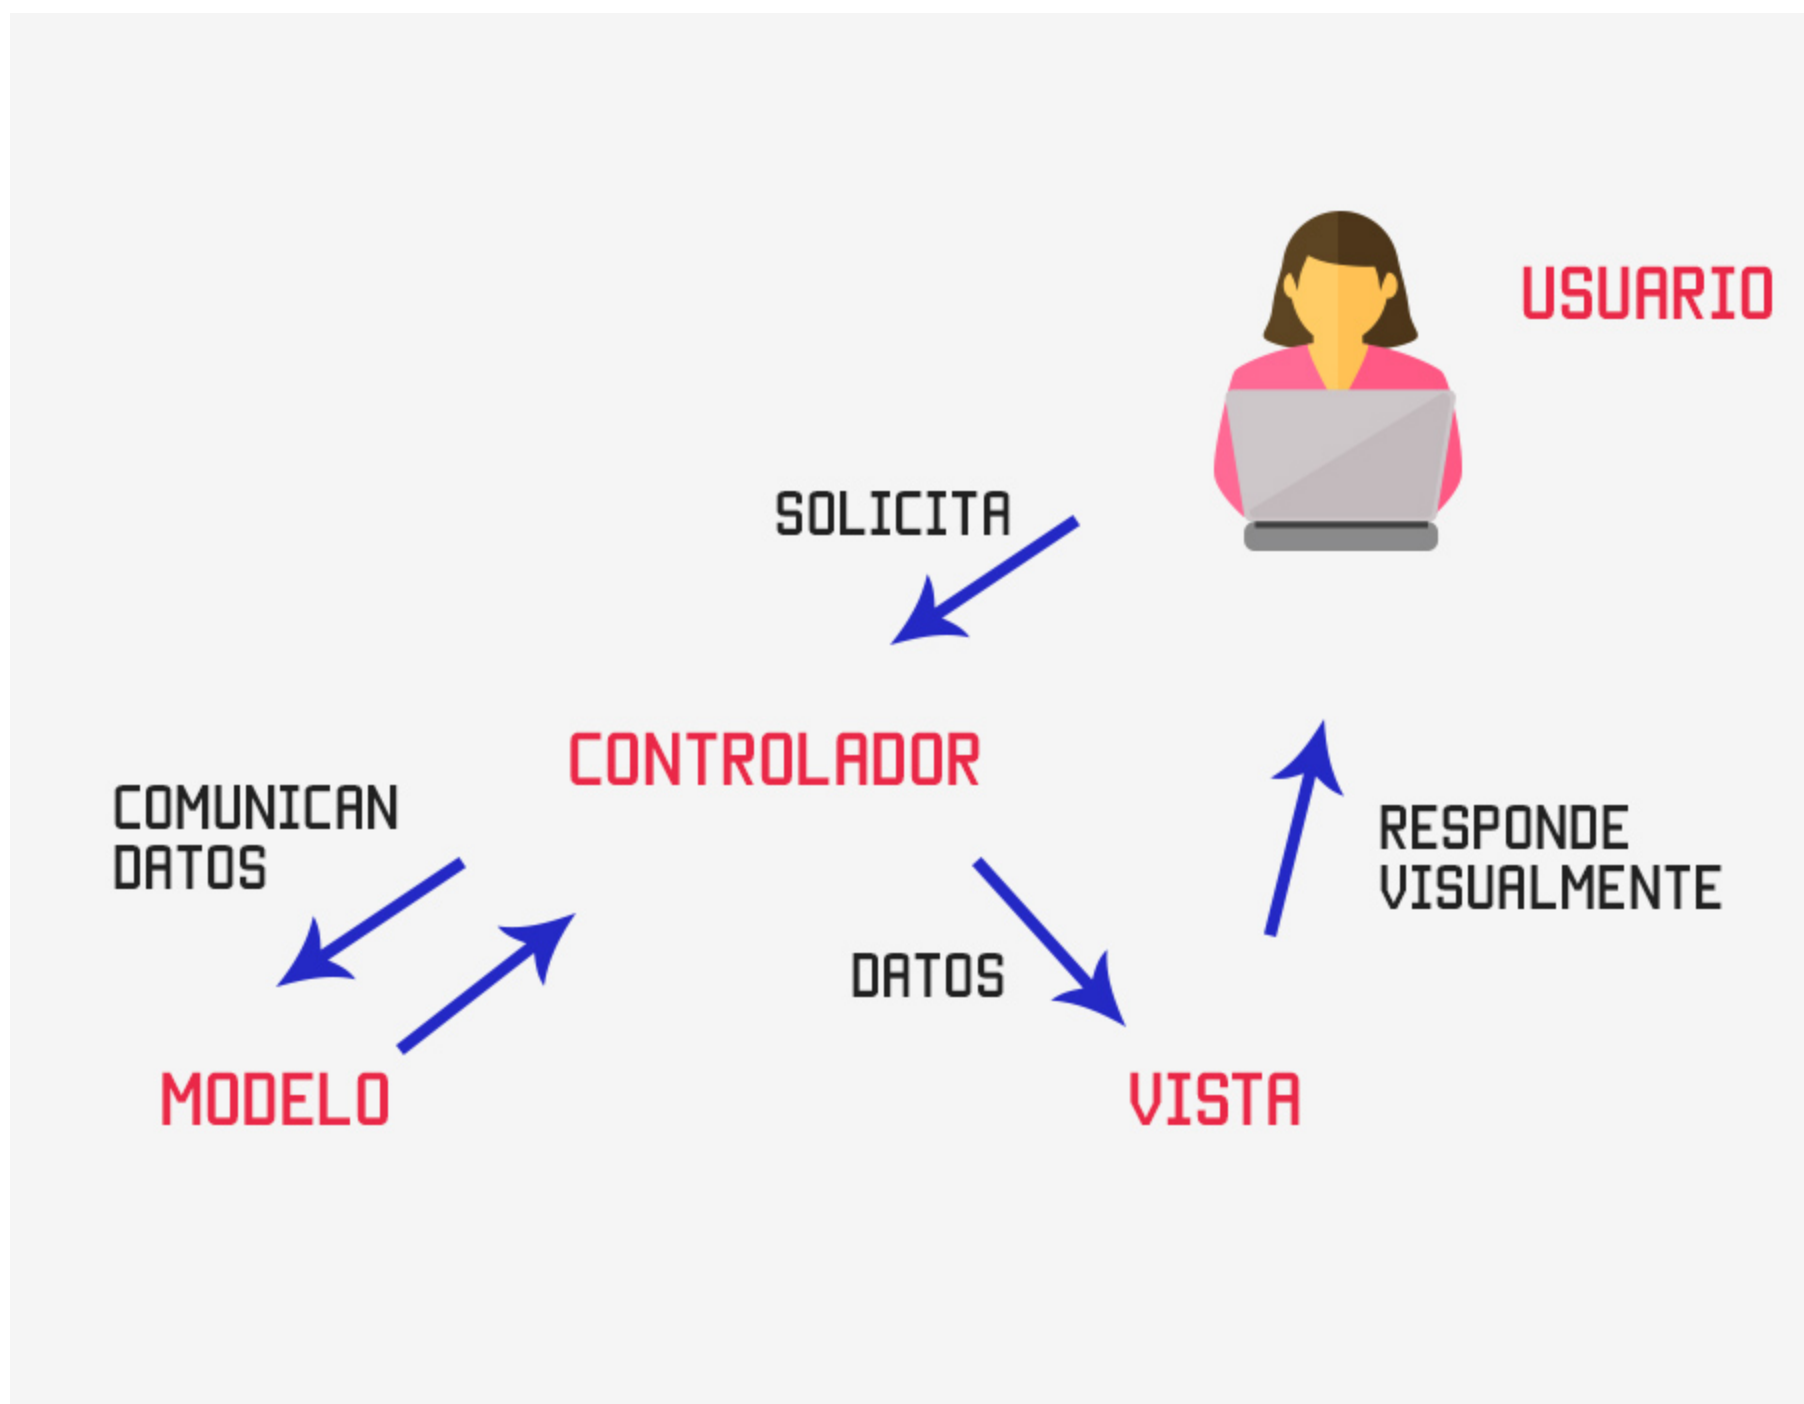 USUARIO
SOLICITA
CONTROLADOR
COMUNICAN
DATOS
RESPONDE
VISUALMENTE
DATOS
MODELO
VISTA